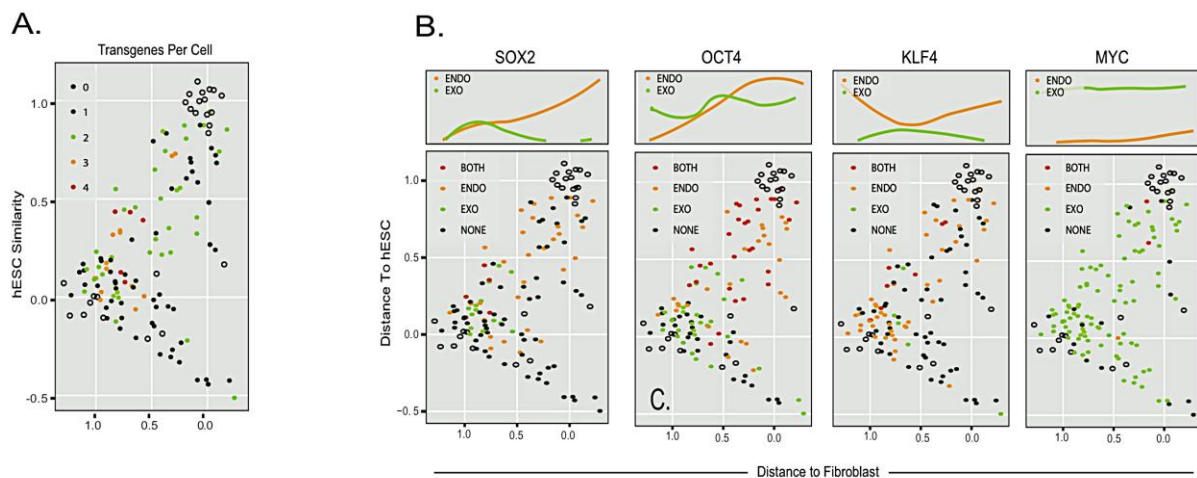 A.
Transgenes Per Cell
hESC Similarity
0
1
2
3
4
1.0
0.5
0.0
-0.5
1.0
0.5
0.0
B.
SOX2
OCT4
KLF4
MYC
ENDO
EXO
ENDO
EXO
ENDO
EXO
ENDO
EXO
Distance To hESC
1.0
0.5
0.0
−0.5
BOTH
ENDO
EXO
NONE
BOTH
ENDO
EXO
NONE
BOTH
ENDO
EXO
NONE
BOTH
ENDO
EXO
NONE
C.
1.0 0.5 0.0
1.0 0.5 0.0
1.0 0.5 0.0
1.0 0.5 0.0
Distance to Fibroblast